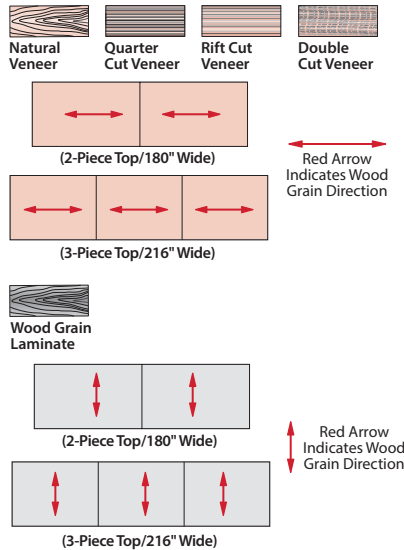 Natural
Veneer
Quarter
Cut Veneer
Rift Cut
Veneer
Double
Cut Veneer
(2-Piece Top/180" Wide)
Red Arrow
Indicates Wood
Grain Direction
(3-Piece Top/216" Wide)
Wood Grain
Laminate
(2-Piece Top/180" Wide)
Red Arrow
Indicates Wood
Grain Direction
(3-Piece Top/216" Wide)